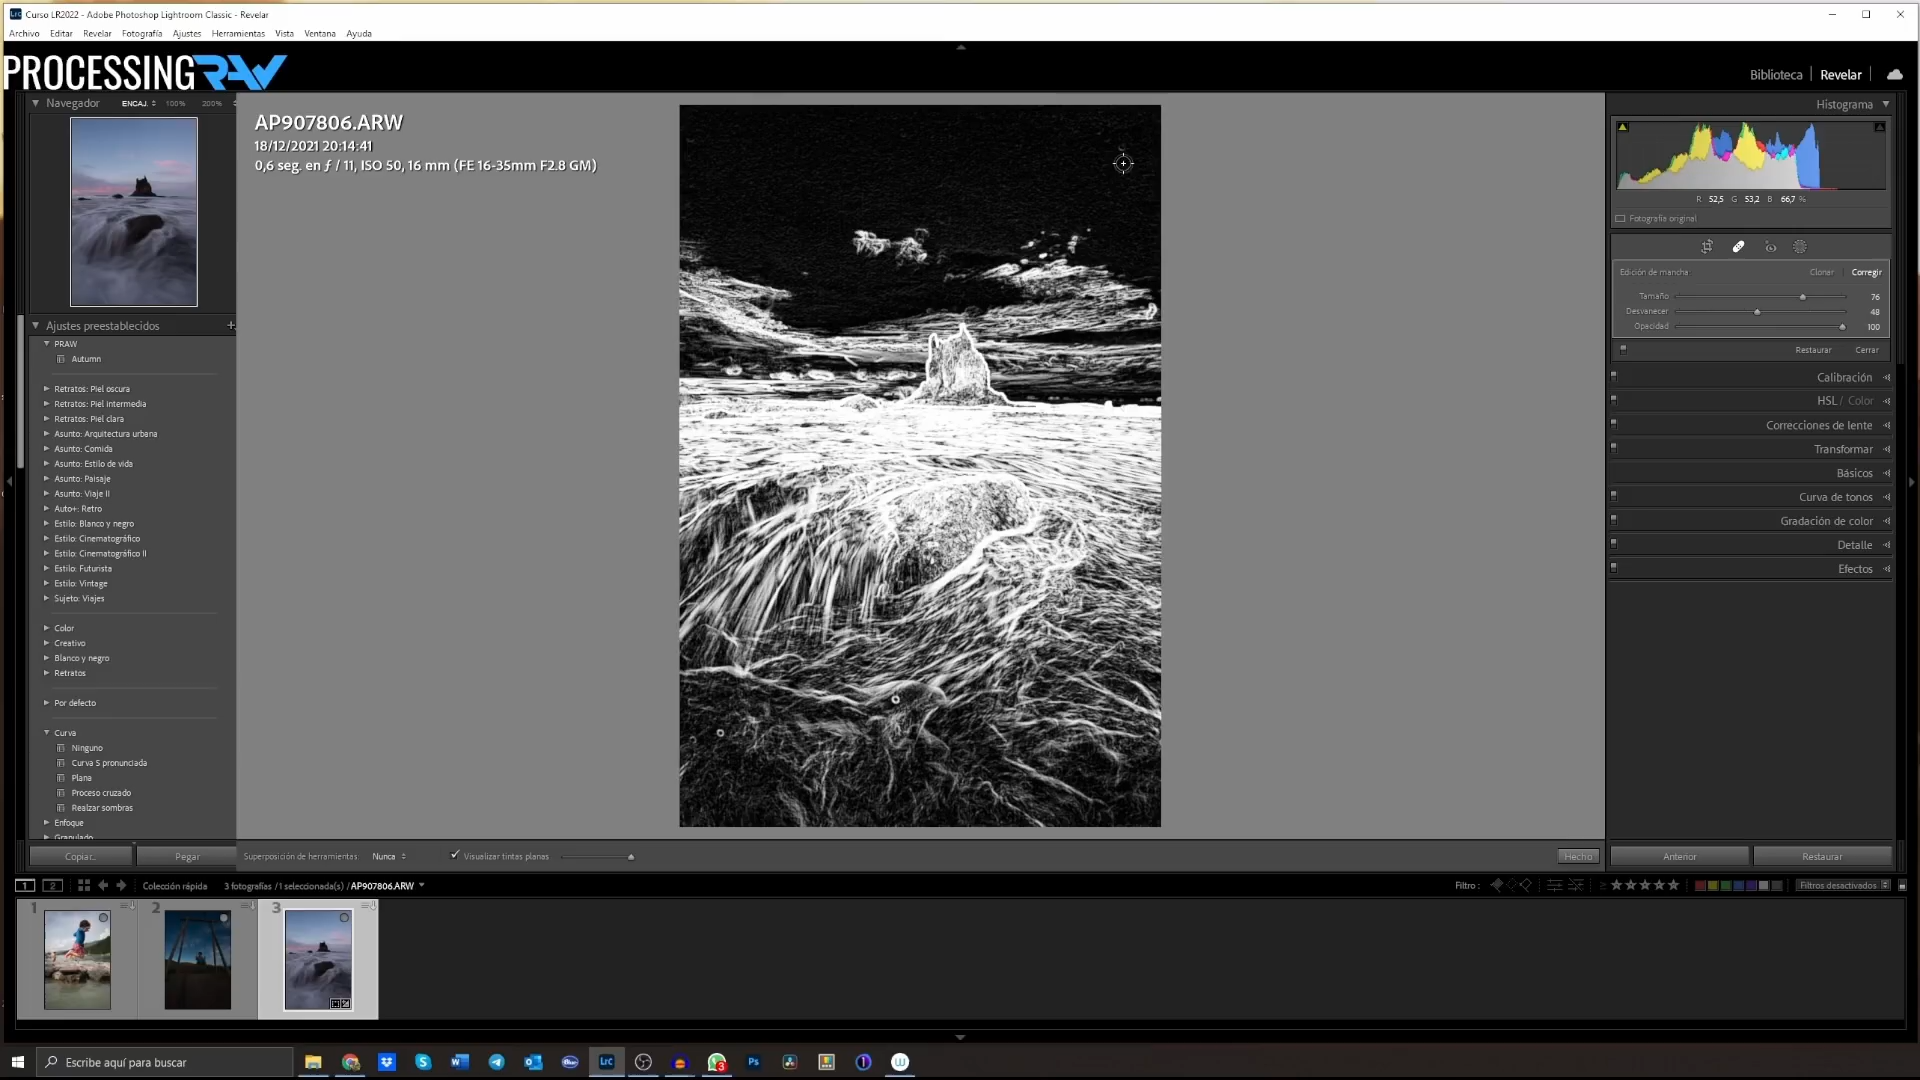 Curso LR2022 - Adobe Photoshop Lightroom Classic - Revelar
Archivo Editar Revelar Fotografía Ajustes Herramientas Vista Ventana Ayuda
PROCESSINGRAW
Biblioteca | Revelar
Navegador ENCAJ. 100% 200%
AP907806.ARW
18/12/2021 20:14:41
0,6 seg. en ƒ / 11, ISO 50, 16 mm (FE 16-35mm F2.8 GM)
Ajustes preestablecidos +
PRAW
Autumn
Retratos: Piel oscura
Retratos: Piel intermedia
Retratos: Piel clara
Asunto: Arquitectura urbana
Asunto: Comida
Asunto: Estilo de vida
Asunto: Paisaje
Asunto: Viaje II
Auto+: Retro
Estilo: Blanco y negro
Estilo: Cinematográfico
Estilo: Cinematográfico II
Estilo: Futurista
Estilo: Vintage
Sujeto: Viajes
Color
Creativo
Blanco y negro
Retratos
Por defecto
Curva
Ninguno
Curva S pronunciada
Plana
Proceso cruzado
Realzar sombras
Enfoque
Granulado
Copiar... Pegar
Histograma
R 52,5 G 53,2 B 66,7 %
Fotografía original
Edición de mancha: Clonar Corregir
Tamaño 76
Desvanecer 48
Opacidad 100
Restaurar Cerrar
Calibración
HSL / Color
Correcciones de lente
Transformar
Básicos
Curva de tonos
Gradación de color
Detalle
Efectos
Superposición de herramientas: Nunca Visualizar tintas planas Hecho
Anterior Restaurar
1 2 Colección rápida 3 fotografías /1 seleccionada(s) /AP907806.ARW Filtro : Filtros desactivados
1 2 3
Escribe aquí para buscar